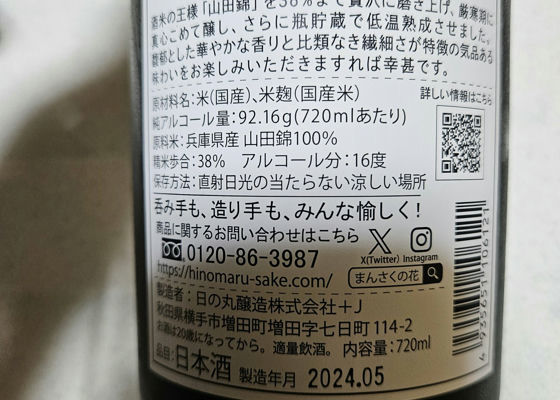 酒米の王様「山田錦」を38%まで贅沢に磨き上げ、厳寒期に
真心こめて醸し、さらに瓶貯蔵で低温熟成させました。
馥郁とした華やかな香りと比類なき繊細さが特徴の気品ある
味わいをお楽しみいただきますれば幸甚です。
原材料名:米(国産)、米麹(国産米)
詳しい情報はこちら
純アルコール量:92.16g(720mlあたり)
原料米:兵庫県産 山田錦100%
精米歩合:38% アルコール分:16度
保存方法:直射日光の当たらない涼しい場所
呑み手も、造り手も、みんな愉しく!
商品に関するお問い合わせはこちら
0120-86-3987
X(Twitter) Instagram
https://hinomaru-sake.com/
まんさくの花
製造者:日の丸醸造株式会社+J
秋田県横手市増田町増田字七日町114-2
お酒は20歳になってから。適量飲酒。 内容量:720ml
品目:日本酒 製造年月 2024.05
4 935651 106121